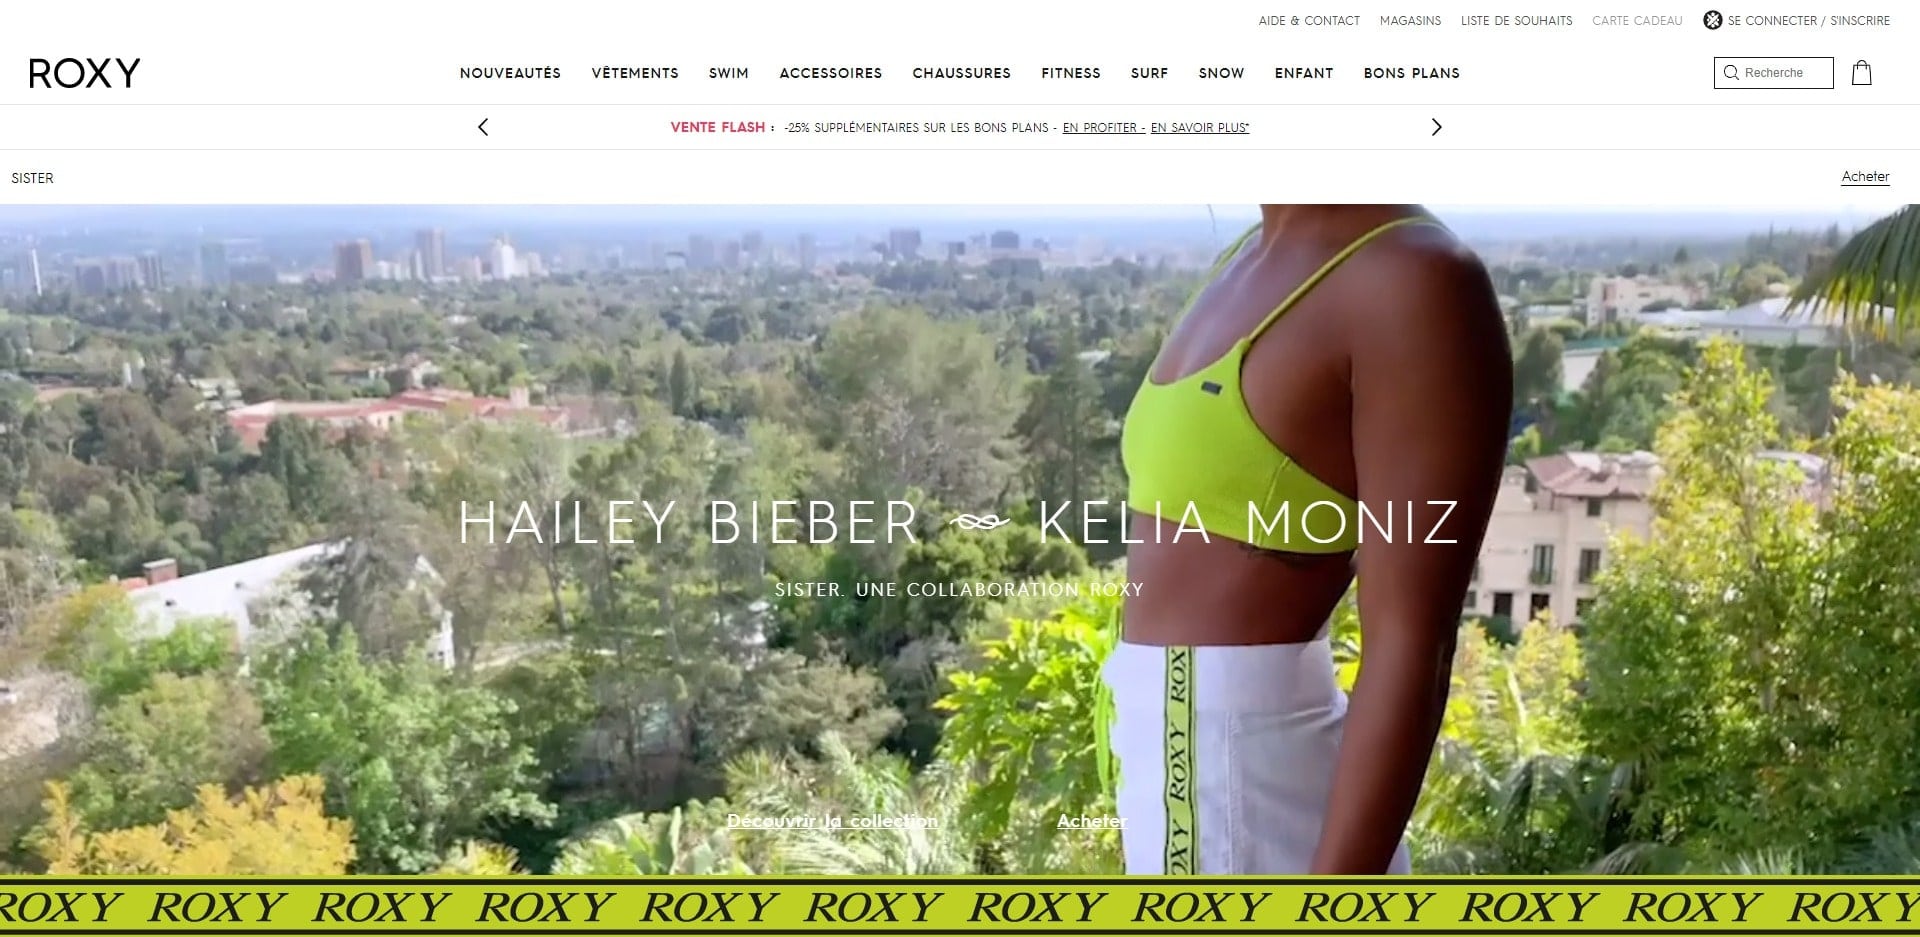 AIDE & CONTACT MAGASINS LISTE DE SOUHAITS CARTE CADEAU SE CONNECTER / S'INSCRIRE
ROXY
NOUVEAUTÉS VÊTEMENTS SWIM ACCESSOIRES CHAUSSURES FITNESS SURF SNOW ENFANT BONS PLANS
Recherche
VENTE FLASH : -25% SUPPLÉMENTAIRES SUR LES BONS PLANS - EN PROFITER - EN SAVOIR PLUS*
SISTER
Acheter
HAILEY BIEBER KELIA MONIZ
SISTER. UNE COLLABORATION ROXY
ROXY
ROXY
Découvrir la collection Acheter
ROXY ROXY ROXY ROXY ROXY ROXY ROXY ROXY ROXY ROXY ROXY ROXY